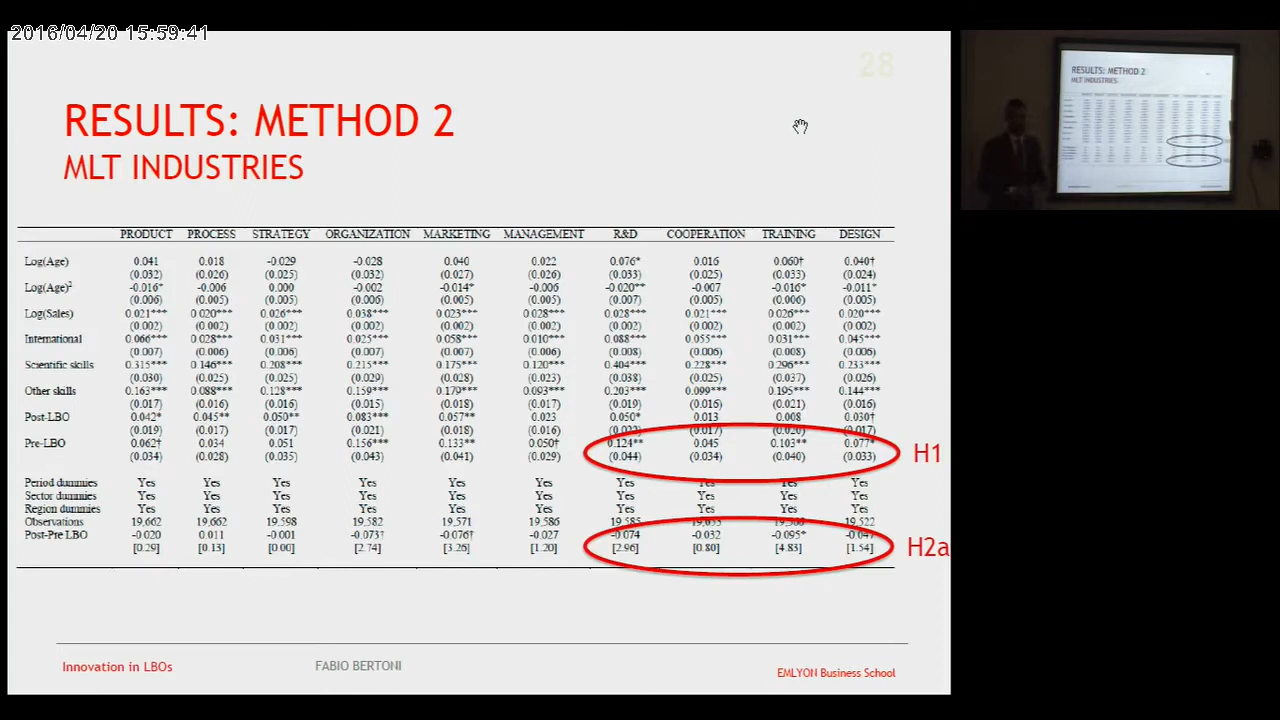 2016/04/20 15:59:41
28
RESULTS: METHOD 2
MLT INDUSTRIES
PRODUCT PROCESS STRATEGY ORGANIZATION MARKETING MANAGEMENT R&D COOPERATION TRAINING DESIGN
Log(Age) 0.041 0.018 -0.029 -0.028 0.040 0.022 0.076* 0.016 0.060† 0.040†
(0.032) (0.026) (0.025) (0.032) (0.027) (0.026) (0.033) (0.025) (0.033) (0.024)
Log(Age)² -0.016* -0.006 0.000 -0.002 -0.014* -0.006 -0.020** -0.007 -0.016* -0.011*
(0.006) (0.005) (0.005) (0.006) (0.005) (0.005) (0.007) (0.005) (0.006) (0.005)
Log(Sales) 0.021*** 0.020*** 0.026*** 0.038*** 0.023*** 0.028*** 0.028*** 0.021*** 0.026*** 0.020***
(0.002) (0.002) (0.002) (0.002) (0.002) (0.002) (0.002) (0.002) (0.002) (0.002)
International 0.066*** 0.028*** 0.031*** 0.025*** 0.058*** 0.010*** 0.088*** 0.055*** 0.031*** 0.045***
(0.007) (0.006) (0.006) (0.007) (0.007) (0.006) (0.008) (0.006) (0.008) (0.006)
Scientific skills 0.315*** 0.146*** 0.208*** 0.215*** 0.175*** 0.120*** 0.404*** 0.228*** 0.296*** 0.233***
(0.030) (0.025) (0.025) (0.029) (0.028) (0.023) (0.038) (0.025) (0.037) (0.026)
Other skills 0.163*** 0.088*** 0.128*** 0.159*** 0.179*** 0.093*** 0.203*** 0.099*** 0.195*** 0.144***
(0.017) (0.016) (0.016) (0.015) (0.018) (0.017) (0.019) (0.016) (0.021) (0.016)
Post-LBO 0.042* 0.045** 0.050** 0.083*** 0.057** 0.023 0.050* 0.013 0.008 0.030†
(0.019) (0.017) (0.017) (0.021) (0.018) (0.016) (0.017) (0.020) (0.017)
Pre-LBO 0.062† 0.034 0.051 0.156*** 0.133** 0.050† 0.124** 0.045 0.103** 0.077*
(0.034) (0.028) (0.035) (0.043) (0.041) (0.029) (0.044) (0.034) (0.040) (0.033)
H1
Period dummies Yes Yes Yes Yes Yes Yes Yes Yes Yes Yes
Sector dummies Yes Yes Yes Yes Yes Yes Yes Yes Yes Yes
Region dummies Yes Yes Yes Yes Yes Yes Yes Yes Yes Yes
Observations 19,662 19,662 19,598 19,582 19,571 19,586 19,585 19,522
Post-Pre LBO -0.020 0.011 -0.001 -0.073† -0.076† -0.027 -0.074 -0.032 -0.095* -0.047
[0.29] [0.13] [0.00] [2.74] [3.26] [1.20] [2.96] [0.80] [4.83] [1.54]
H2a
Innovation in LBOs FABIO BERTONI EMLYON Business School
RESULTS: METHOD 2
MLT INDUSTRIES